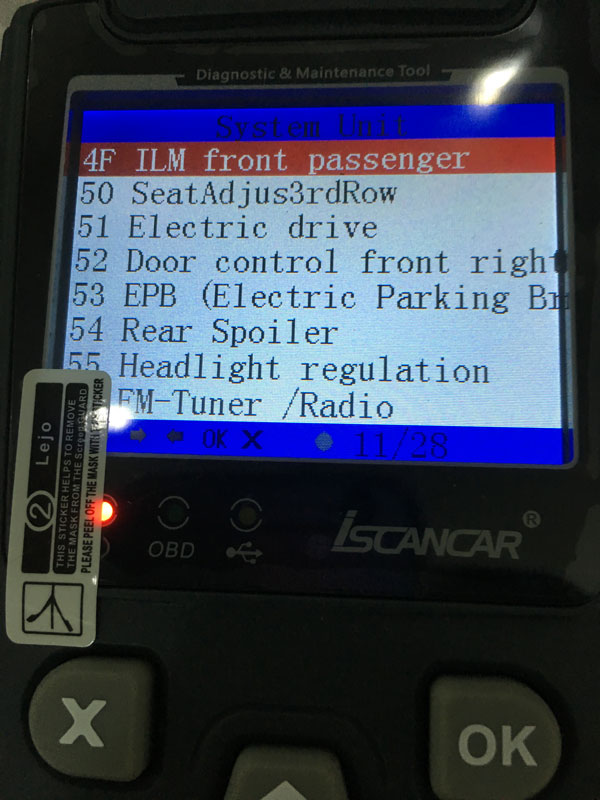 Diagnostic & Maintenance Tool
System Unit
4F ILM front passenger
50 SeatAdjus3rdRow
51 Electric drive
52 Door control front right
53 EPB (Electric Parking Br
54 Rear Spoiler
55 Headlight regulation
FM-Tuner /Radio
OK X 11/28
OBD
iSCANCAR®
2 Lejo
THIS STICKER HELPS TO REMOVE
THE MASK FROM THE ScreenGUARD
PLEASE PEEL OFF THE MASK WITH STICKER
X
OK